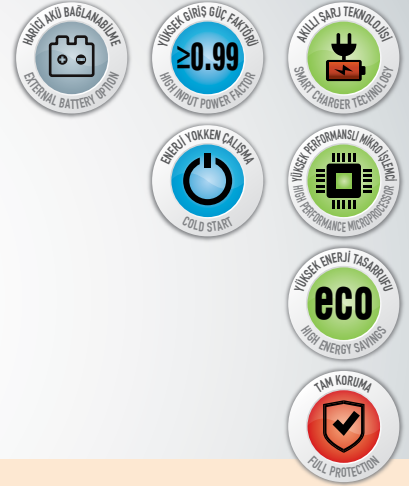 HARİCİ AKÜ BAĞLANABİLME
EXTERNAL BATTERY OPTION
YÜKSEK GİRİŞ GÜÇ FAKTÖRÜ
≥0.99
HIGH INPUT POWER FACTOR
AKILLI ŞARJ TEKNOLOJİSİ
SMART CHARGER TECHNOLOGY
ENERJİ YOKKEN ÇALIŞMA
COLD START
YÜKSEK PERFORMANSLI MİKRO İŞLEMCİ
HIGH PERFORMANCE MICROPROCESSOR
YÜKSEK ENERJİ TASARRUFU
eco
HIGH ENERGY SAVINGS
TAM KORUMA
FULL PROTECTION